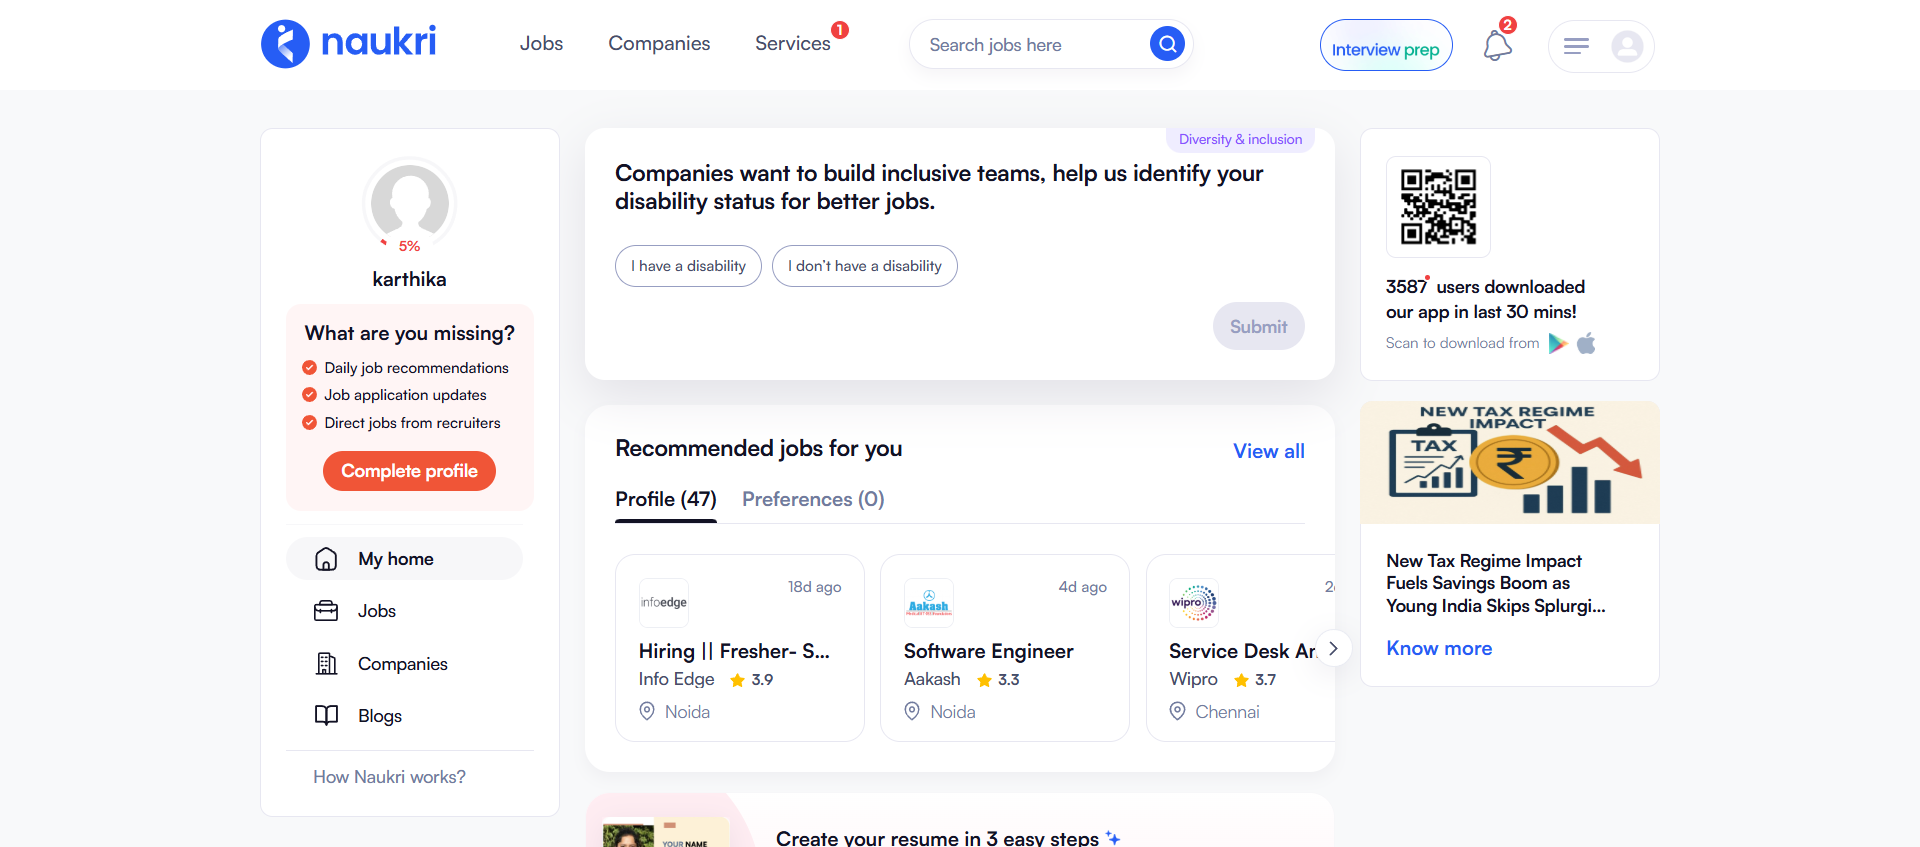 naukri
Jobs
Companies
Services
1
Search jobs here
Interview prep
2
5%
karthika
What are you missing?
Daily job recommendations
Job application updates
Direct jobs from recruiters
Complete profile
My home
Jobs
Companies
Blogs
How Naukri works?
Diversity & inclusion
Companies want to build inclusive teams, help us identify your
disability status for better jobs.
I have a disability
I don't have a disability
Submit
Recommended jobs for you
View all
Profile (47)
Preferences (0)
infoedge
18d ago
Hiring || Fresher- S...
Info Edge
3.9
Noida
Aakash
4d ago
Software Engineer
Aakash
3.3
Noida
wipro
Service Desk
Wipro
3.7
Chennai
YOUR NAME
Create your resume in 3 easy steps
3587 users downloaded
our app in last 30 mins!
Scan to download from
NEW TAX REGIME
IMPACT
TAX
₹
New Tax Regime Impact
Fuels Savings Boom as
Young India Skips Splurgi...
Know more